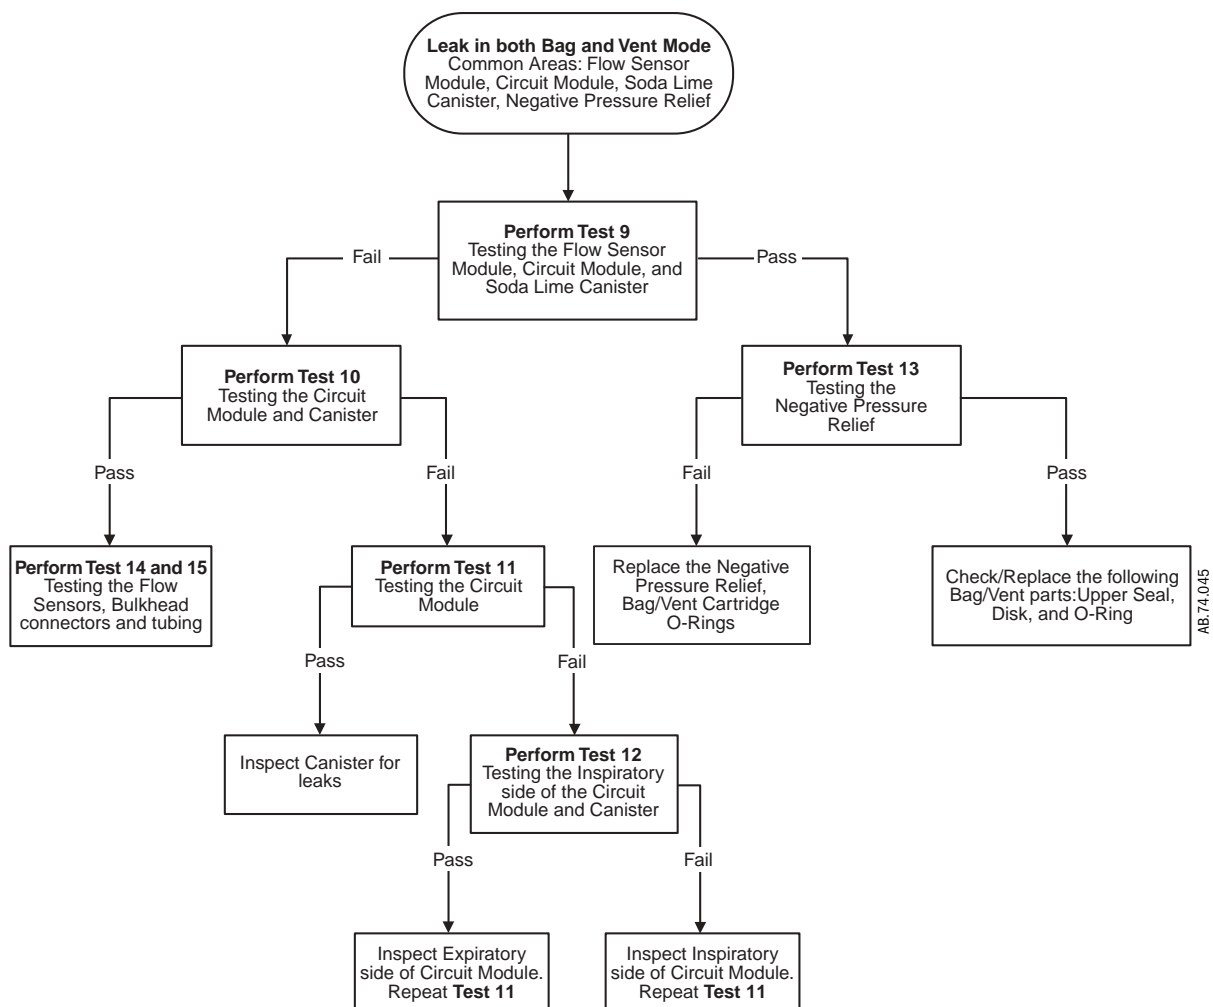 Leak in both Bag and Vent Mode
Common Areas: Flow Sensor
Module, Circuit Module, Soda Lime
Canister, Negative Pressure Relief
Perform Test 9
Testing the Flow Sensor
Module, Circuit Module, and
Soda Lime Canister
Fail
Pass
Perform Test 10
Testing the Circuit
Module and Canister
Perform Test 13
Testing the
Negative Pressure
Relief
Pass
Fail
Fail
Pass
Perform Test 14 and 15
Testing the Flow
Sensors, Bulkhead
connectors and tubing
Perform Test 11
Testing the Circuit
Module
Replace the Negative
Pressure Relief,
Bag/Vent Cartridge
O-Rings
Check/Replace the following
Bag/Vent parts:Upper Seal,
Disk, and O-Ring
AB.74.045
Pass
Fail
Inspect Canister for
leaks
Perform Test 12
Testing the Inspiratory
side of the Circuit
Module and Canister
Pass
Fail
Inspect Expiratory
side of Circuit Module.
Repeat Test 11
Inspect Inspiratory
side of Circuit Module.
Repeat Test 11